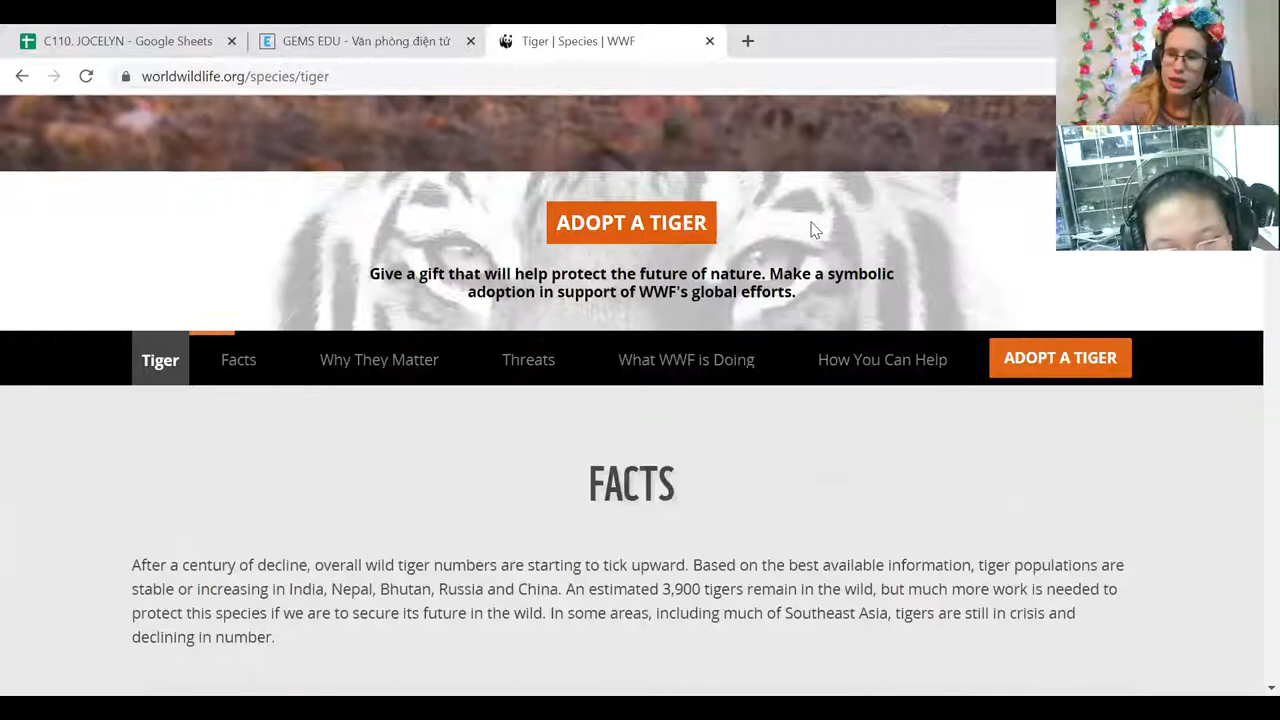 C110. JOCELYN - Google Sheets
GEMS EDU - Văn phòng điện tử
Tiger | Species | WWF
worldwildlife.org/species/tiger
ADOPT A TIGER
Give a gift that will help protect the future of nature. Make a symbolic
adoption in support of WWF's global efforts.
Tiger Facts Why They Matter Threats What WWF is Doing How You Can Help ADOPT A TIGER
FACTS
After a century of decline, overall wild tiger numbers are starting to tick upward. Based on the best available information, tiger populations are
stable or increasing in India, Nepal, Bhutan, Russia and China. An estimated 3,900 tigers remain in the wild, but much more work is needed to
protect this species if we are to secure its future in the wild. In some areas, including much of Southeast Asia, tigers are still in crisis and
declining in number.